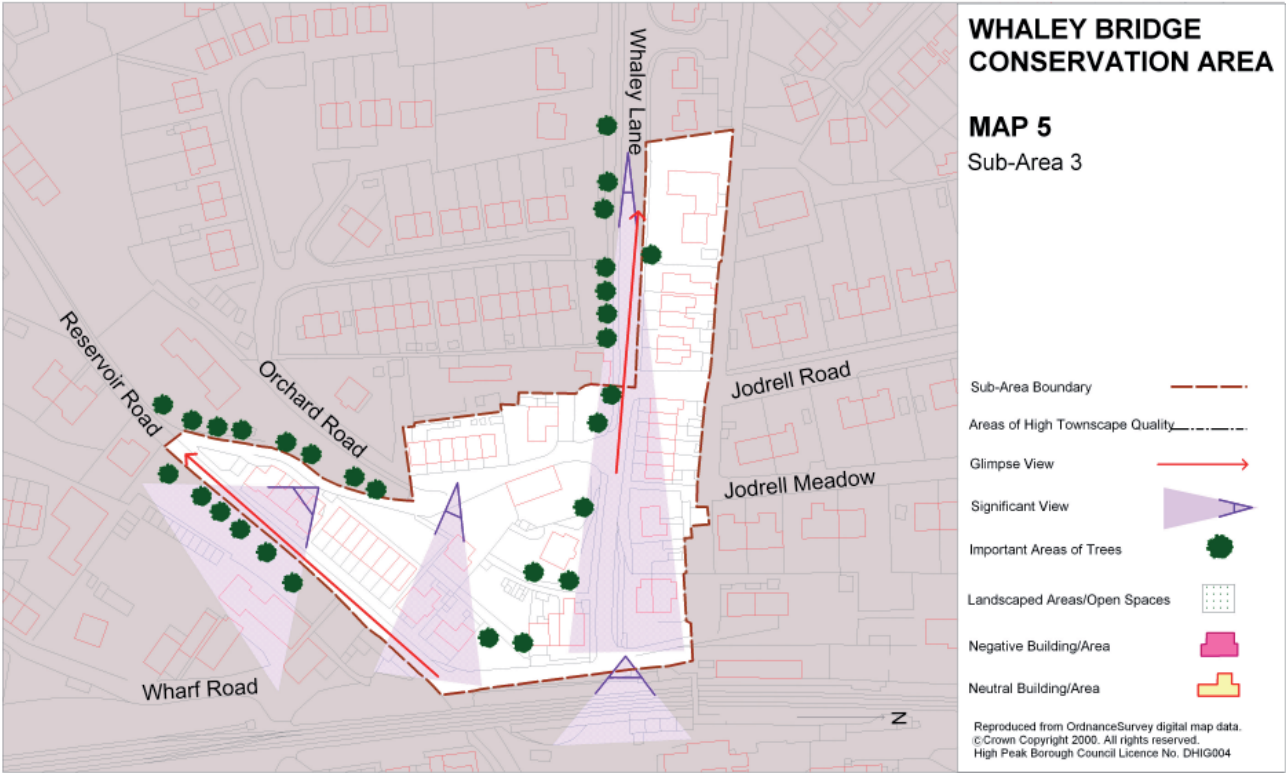 WHALEY BRIDGE
CONSERVATION AREA
MAP 5
Sub-Area 3
Whaley Lane
Reservoir Road
Orchard Road
Jodrell Road
Jodrell Meadow
Wharf Road
N
Sub-Area Boundary
Areas of High Townscape Quality
Glimpse View
Significant View
Important Areas of Trees
Landscaped Areas/Open Spaces
Negative Building/Area
Neutral Building/Area
Reproduced from OrdnanceSurvey digital map data.
©Crown Copyright 2000. All rights reserved.
High Peak Borough Council Licence No. DHIG004